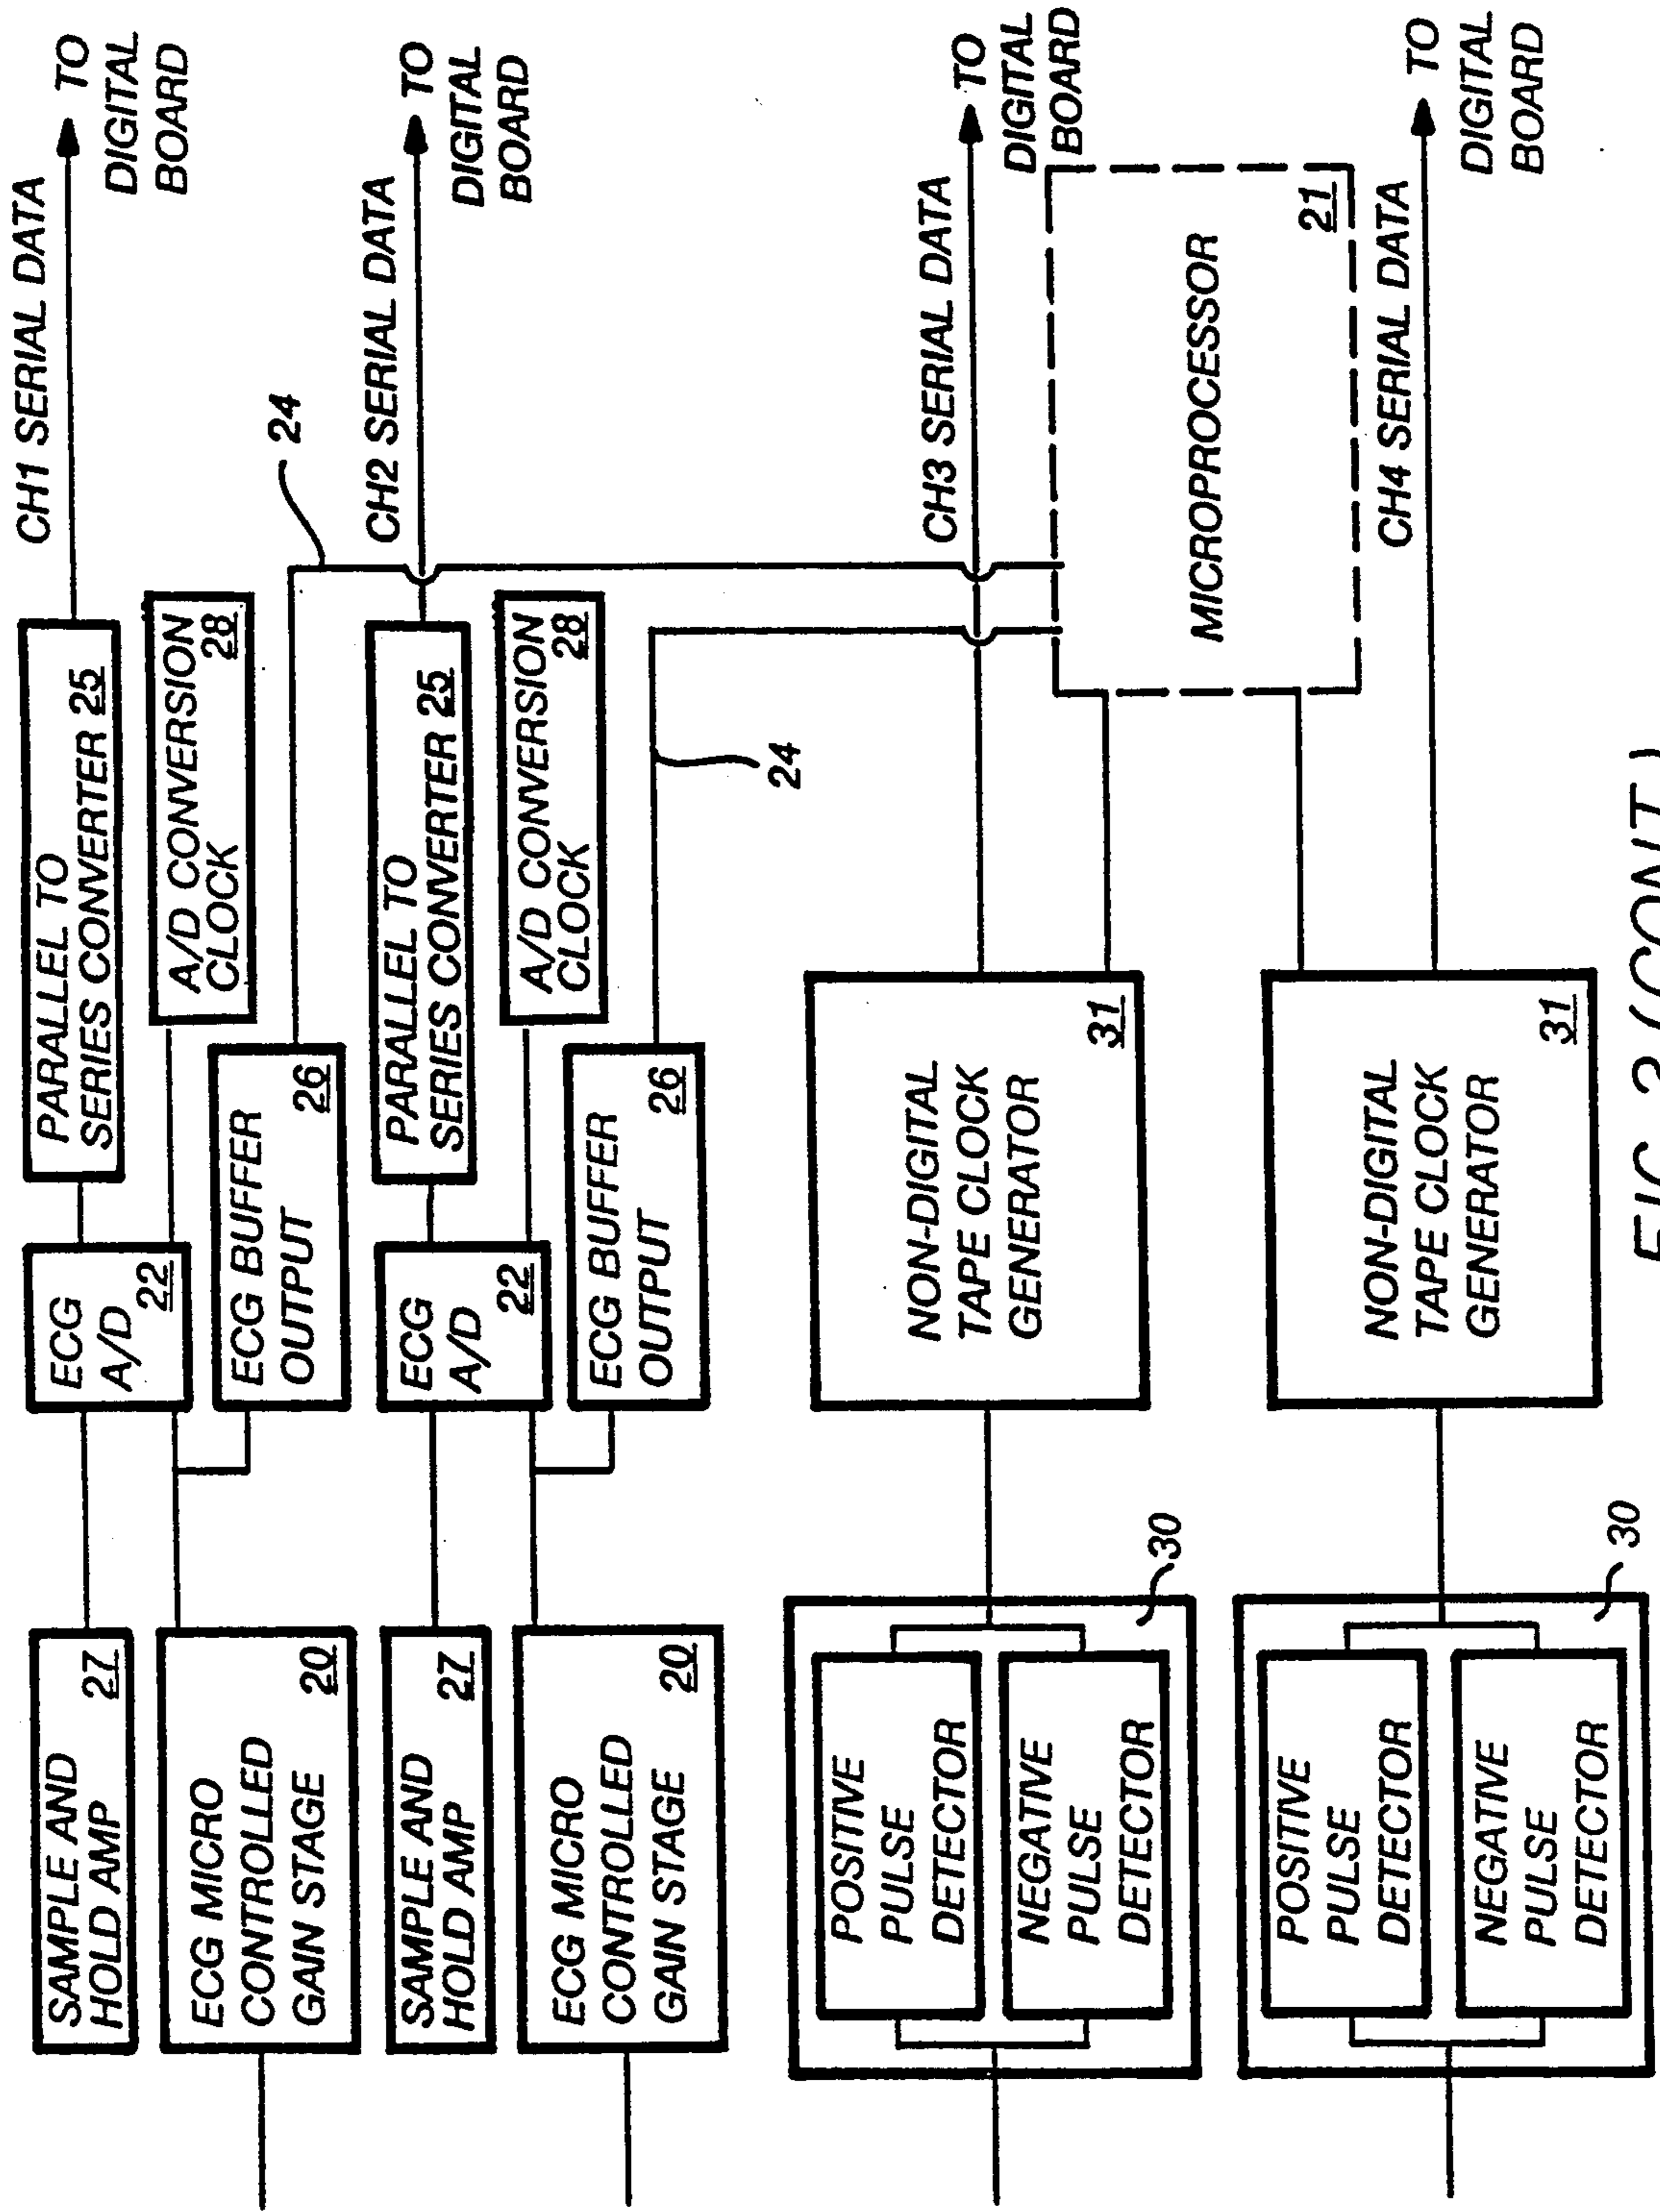 SAMPLE AND
HOLD AMP 27
ECG
A/D
22
PARALLEL TO
SERIES CONVERTER 25
CH1 SERIAL DATA
TO
DIGITAL
BOARD
ECG MICRO
CONTROLLED
GAIN STAGE
20
A/D CONVERSION
CLOCK 28
ECG BUFFER
OUTPUT 26
24
SAMPLE AND
HOLD AMP 27
ECG
A/D
22
PARALLEL TO
SERIES CONVERTER 25
CH2 SERIAL DATA
TO
DIGITAL
BOARD
ECG MICRO
CONTROLLED
GAIN STAGE
20
A/D CONVERSION
CLOCK 28
ECG BUFFER
OUTPUT 26
24
POSITIVE
PULSE
DETECTOR
NEGATIVE
PULSE
DETECTOR
30
NON-DIGITAL
TAPE CLOCK
GENERATOR
31
CH3 SERIAL DATA
TO
DIGITAL
BOARD
MICROPROCESSOR
21
POSITIVE
PULSE
DETECTOR
NEGATIVE
PULSE
DETECTOR
30
NON-DIGITAL
TAPE CLOCK
GENERATOR
31
CH4 SERIAL DATA
TO
DIGITAL
BOARD
(CONT.)